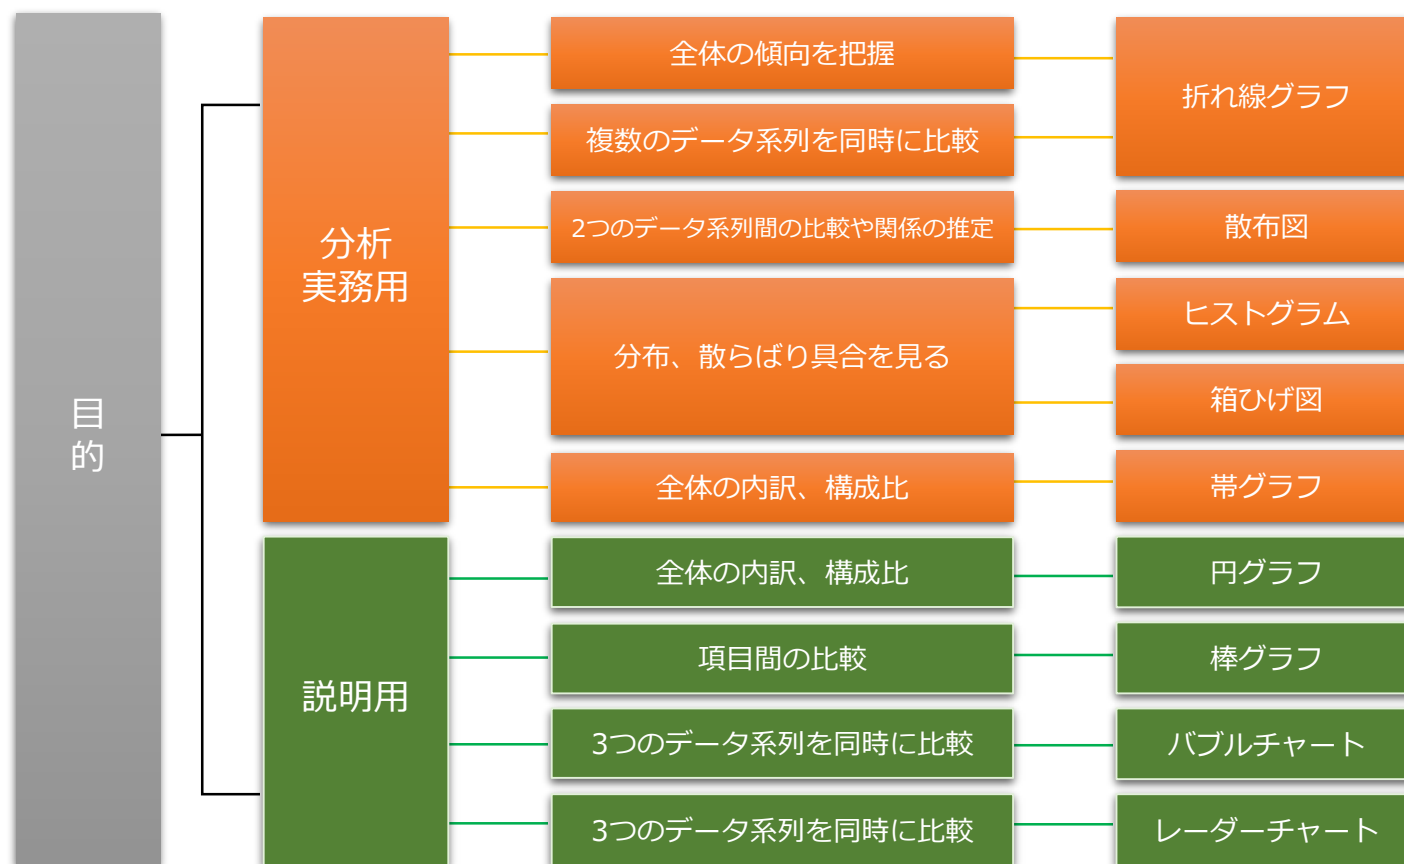 目
的
分析
実務用
全体の傾向を把握
折れ線グラフ
複数のデータ系列を同時に比較
2つのデータ系列間の比較や関係の推定
散布図
分布、散らばり具合を見る
ヒストグラム
箱ひげ図
全体の内訳、構成比
帯グラフ
説明用
全体の内訳、構成比
円グラフ
項目間の比較
棒グラフ
3つのデータ系列を同時に比較
バブルチャート
3つのデータ系列を同時に比較
レーダーチャート